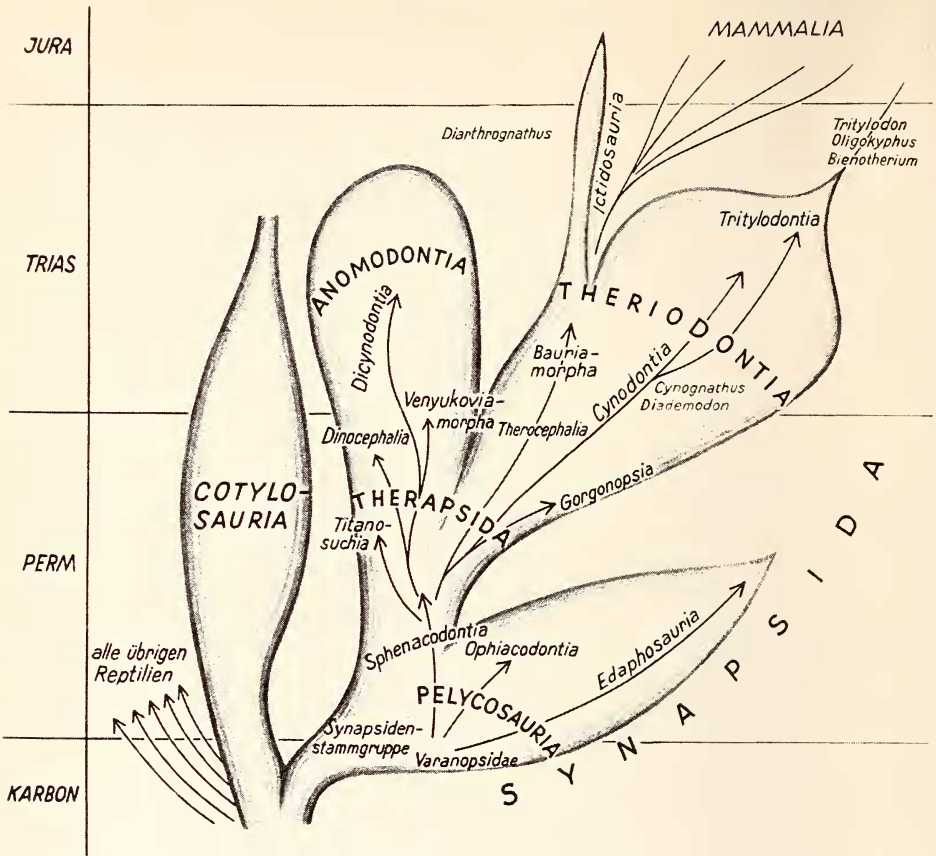 JURA
MAMMALIA
Diarthrognathus
Ictidosauria
Tritylodon
Oligokyphus
Bienotherium
TRIAS
ANOMODONTIA
Tritylodontia
THERIODONTIA
Dicynodontia
Bauria-
morpha
Cynodontia
Cynognathus
Diademodon
Venyukovia-
morpha
Dinocephalia
Therocephalia
COTYLO-
SAURIA
THERAPSIDA
Gorgonopsia
Titano-
suchia
PERM
SYNAPSIDA
Sphenacodontia
Ophiacodontia
Edaphosauria
alle übrigen
Reptilien
PELYCOSAURIA
Synapsiden-
stammgruppe
Varanopsidae
KARBON